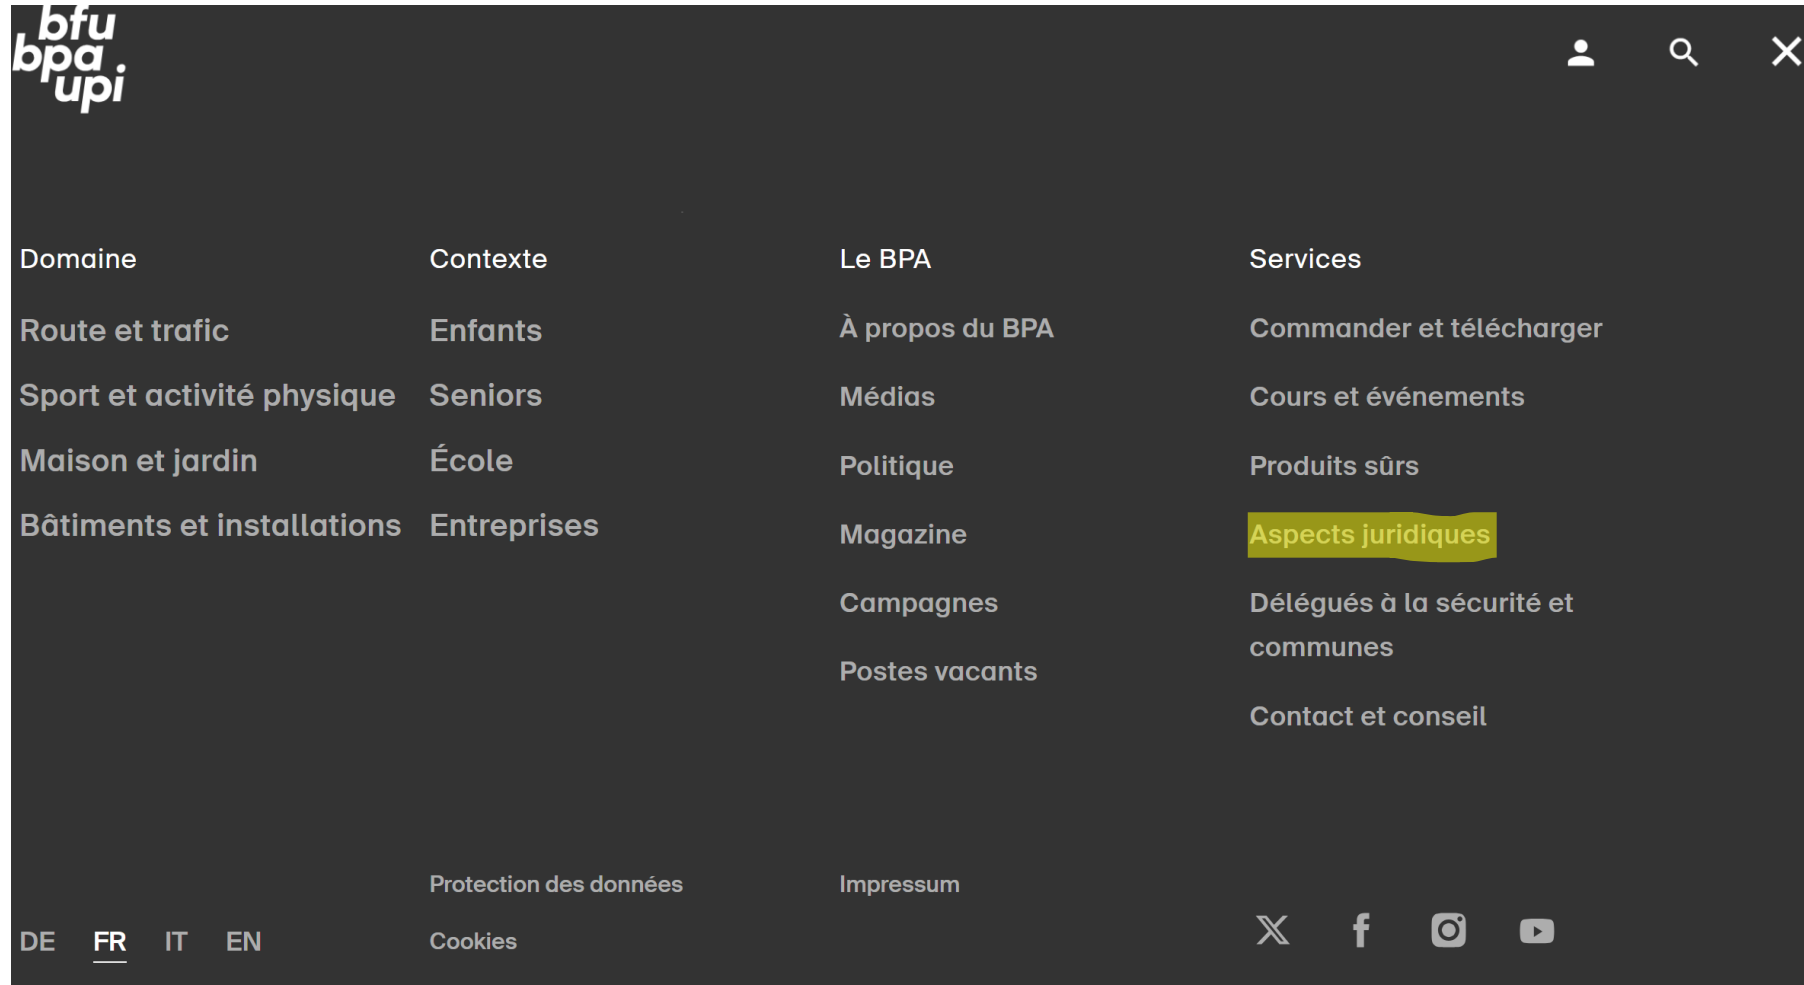 bfu
bpa
upi
Domaine
Route et trafic
Sport et activité physique
Maison et jardin
Bâtiments et installations
Contexte
Enfants
Seniors
École
Entreprises
Le BPA
À propos du BPA
Médias
Politique
Magazine
Campagnes
Postes vacants
Services
Commander et télécharger
Cours et événements
Produits sûrs
Aspects juridiques
Délégués à la sécurité et
communes
Contact et conseil
Protection des données
Impressum
DE FR IT EN
Cookies